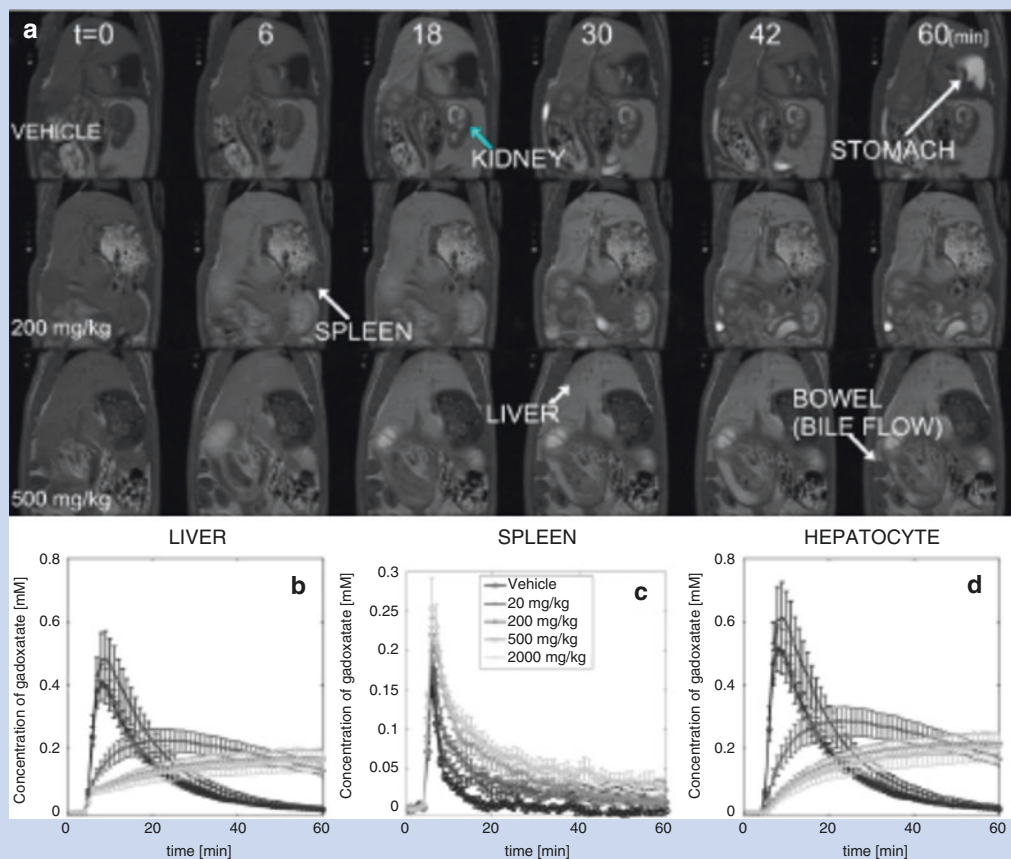 a
t=0 6 18 30 42 60[min]
VEHICLE
KIDNEY
STOMACH
200 mg/kg
SPLEEN
LIVER
BOWEL
(BILE FLOW)
500 mg/kg
LIVER
SPLEEN
HEPATOCYTE
Concentration of gadoxatate [mM]
0.8
0.6
0.4
0.2
0
b
0 20 40 60
time [min]
Concentration of gadoxatate [mM]
0.3
0.25
0.2
0.15
0.1
0.05
0
c
Vehicle
20 mg/kg
200 mg/kg
500 mg/kg
2000 mg/kg
0 20 40 60
time [min]
Concentration of gadoxatate [mM]
0.8
0.6
0.4
0.2
0
d
0 20 40 60
time [min]